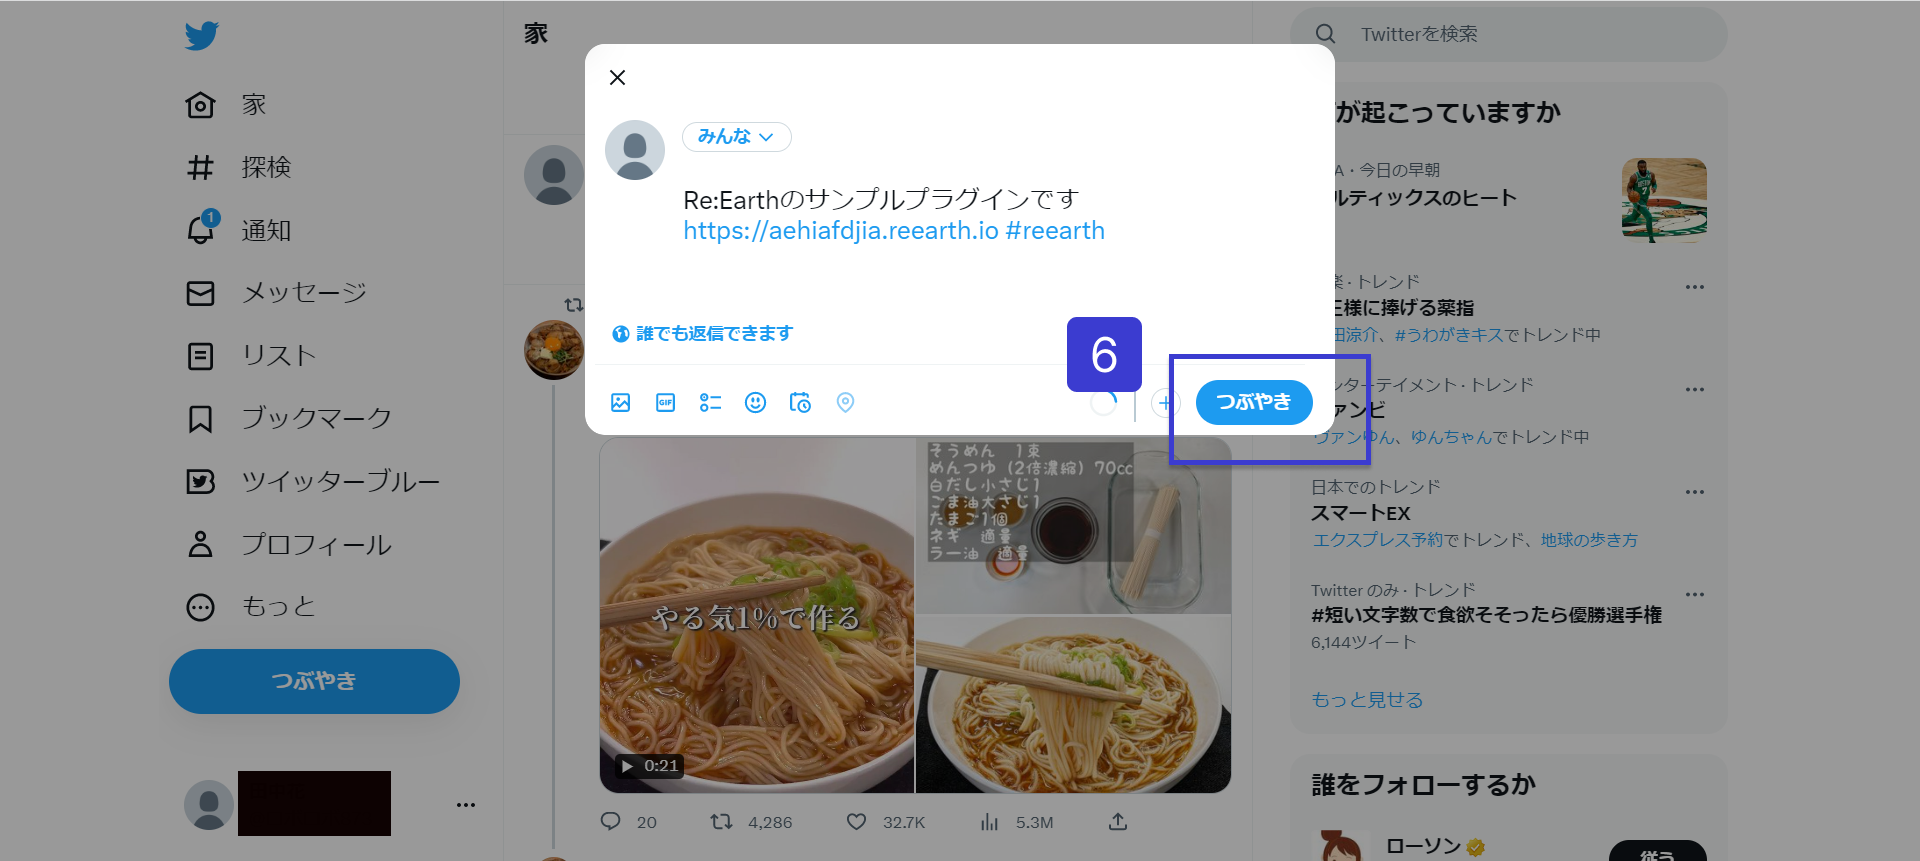 家
探検
1
通知
メッセージ
リスト
ブックマーク
ツイッターブルー
プロフィール
もっと
つぶやき
家
みんな
Re:Earthのサンプルプラグインです
https://aehiafdjia.reearth.io #reearth
誰でも返信できます
GIF
6
つぶやき
そうめん 1束
めんつゆ (2倍濃縮) 70cc
白だし小さじ1
ごま油大さじ1
たまご1個
ネギ 適量
ラー油 適量
やる気1%で作る
0:21
20 4,286 32.7K 5.3M
Twitterを検索
が起こっていますか
A · 今日の早朝
ルティックスのヒート
楽 · トレンド
王様に捧げる薬指
田涼介、#うわがきキスでトレンド中
ンターテイメント · トレンド
ァンビ
ヴァンゆん、ゆんちゃんでトレンド中
日本でのトレンド
スマートEX
エクスプレス予約でトレンド、地球の歩き方
Twitter のみ · トレンド
#短い文字数で食欲そそったら優勝選手権
6,144ツイート
もっと見せる
誰をフォローするか
ローソン
従う